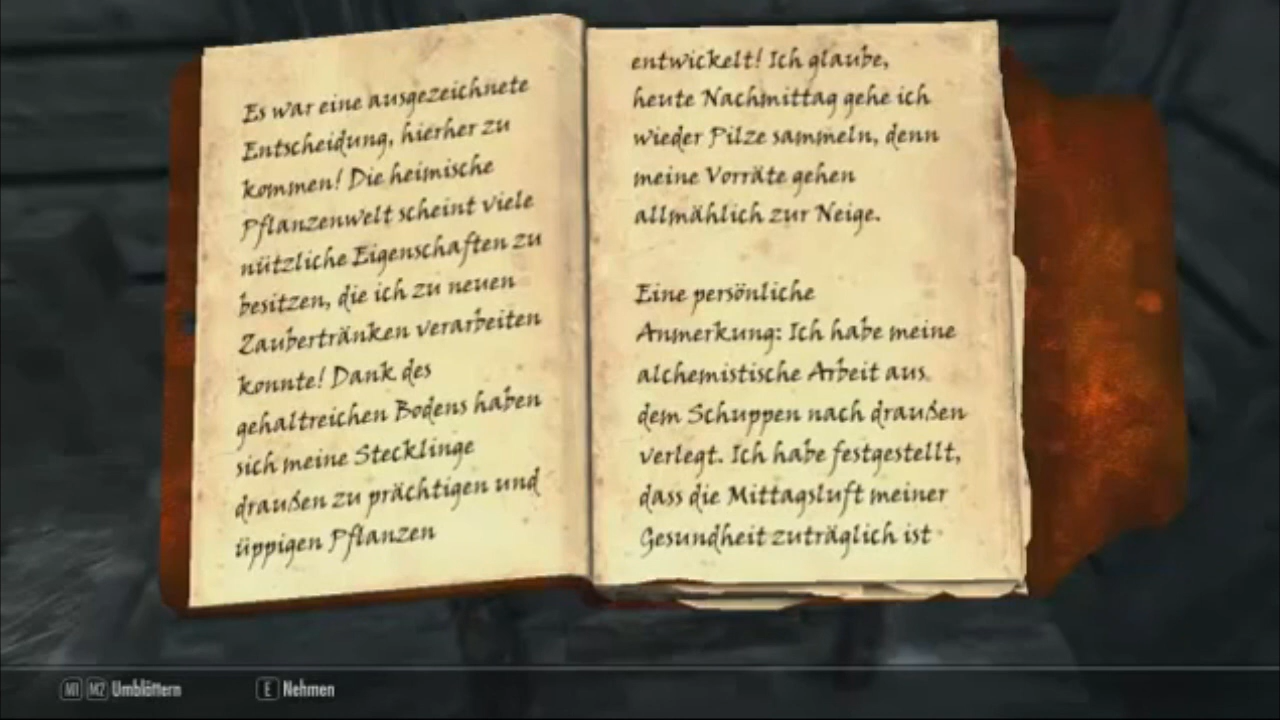 Es war eine ausgezeichnete
Entscheidung, hierher zu
kommen! Die heimische
Pflanzenwelt scheint viele
nützliche Eigenschaften zu
besitzen, die ich zu neuen
Zaubertränken verarbeiten
konnte! Dank des
gehaltreichen Bodens haben
sich meine Stecklinge
draußen zu prächtigen und
üppigen Pflanzen
entwickelt! Ich glaube,
heute Nachmittag gehe ich
wieder Pilze sammeln, denn
meine Vorräte gehen
allmählich zur Neige.
Eine persönliche
Anmerkung: Ich habe meine
alchemistische Arbeit aus
dem Schuppen nach draußen
verlegt. Ich habe festgestellt,
dass die Mittagsluft meiner
Gesundheit zuträglich ist
M1 M2 Umblättern E Nehmen